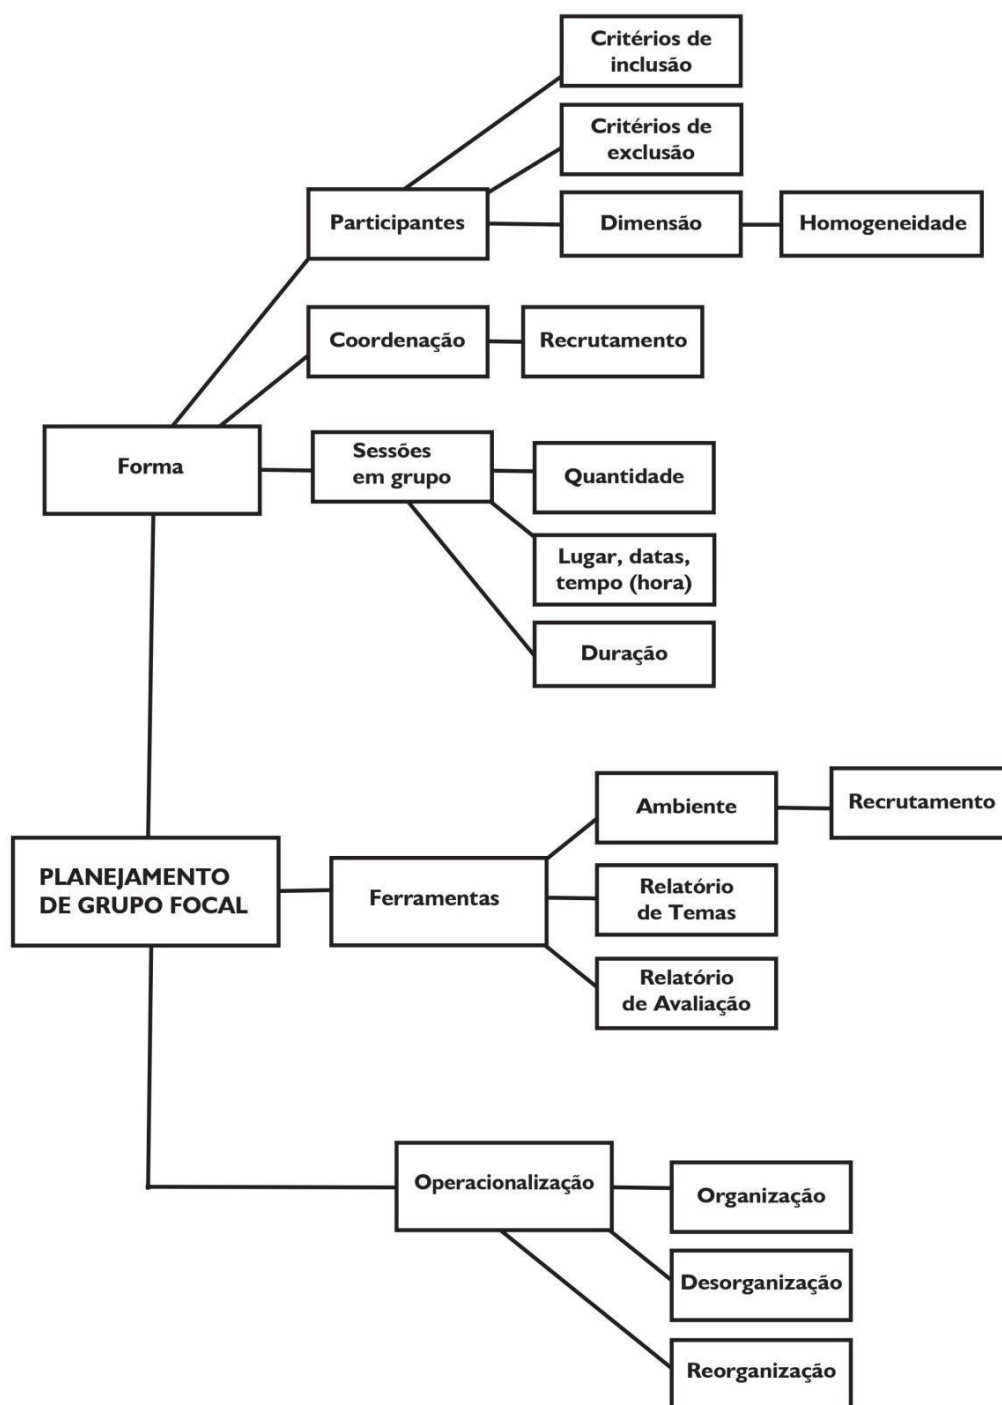 Critérios de
inclusão
Critérios de
exclusão
Participantes
Dimensão
Homogeneidade
Coordenação
Recrutamento
Forma
Sessões
em grupo
Quantidade
Lugar, datas,
tempo (hora)
Duração
PLANEJAMENTO
DE GRUPO FOCAL
Ferramentas
Ambiente
Recrutamento
Relatório
de Temas
Relatório
de Avaliação
Operacionalização
Organização
Desorganização
Reorganização